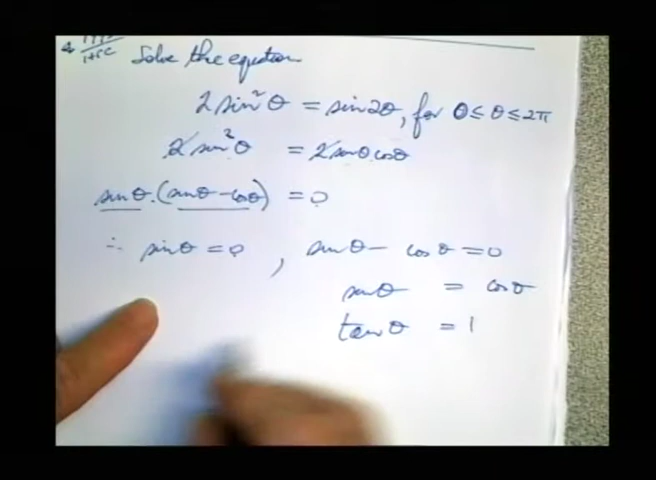 Solve the equation
2sin²θ = sin2θ, for 0 ≤ θ ≤ 2π
2sin²θ = 2sinθ cosθ
sinθ.(sinθ-cosθ) = 0
∴ sinθ = 0 , sinθ - cosθ = 0
sinθ = cosθ
tanθ = 1